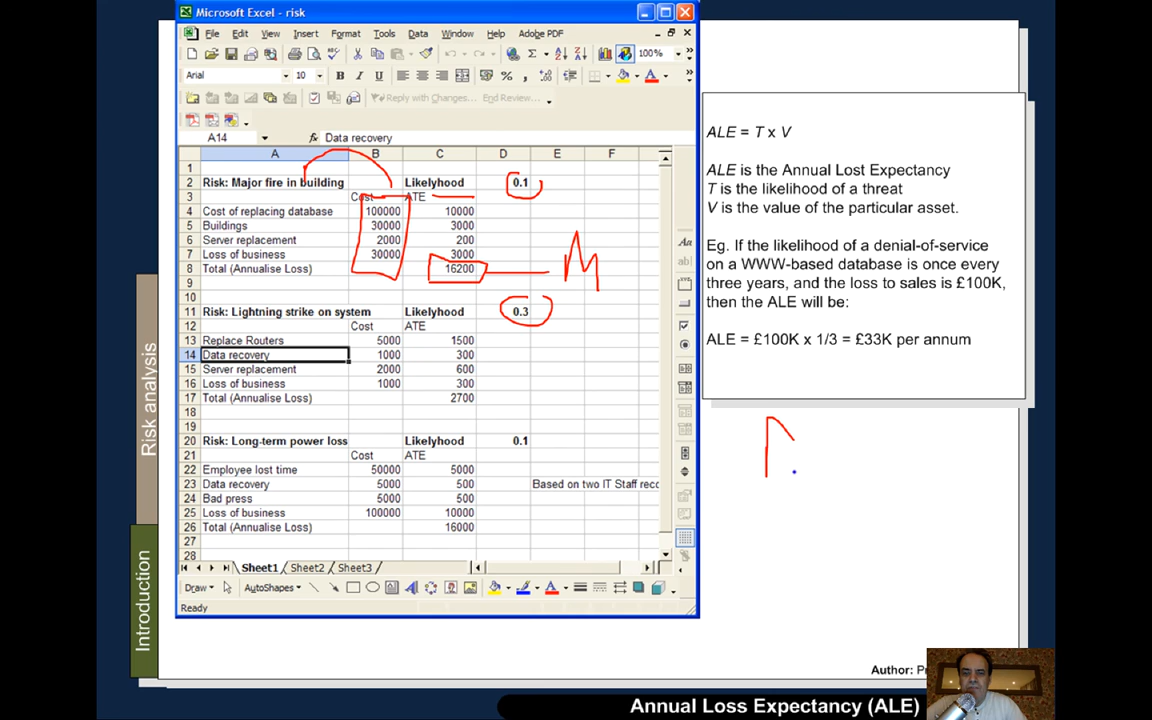 Microsoft Excel - risk
File Edit View Insert Format Tools Data Window Help Adobe PDF
100%
Arial 10 B I U
Reply with Changes... End Review...
A14 fx Data recovery
A B C D E F
1
2 Risk: Major fire in building Likelyhood 0.1
3 Cost ATE
4 Cost of replacing database 100000 10000
5 Buildings 30000 3000
6 Server replacement 2000 200
7 Loss of business 30000 3000
8 Total (Annualise Loss) 16200
9
10
11 Risk: Lightning strike on system Likelyhood 0.3
12 Cost ATE
13 Replace Routers 5000 1500
14 Data recovery 1000 300
15 Server replacement 2000 600
16 Loss of business 1000 300
17 Total (Annualise Loss) 2700
18
19
20 Risk: Long-term power loss Likelyhood 0.1
21 Cost ATE
22 Employee lost time 50000 5000
23 Data recovery 5000 500 Based on two IT Staff reco
24 Bad press 5000 500
25 Loss of business 100000 10000
26 Total (Annualise Loss) 16000
27
28
Sheet1 Sheet2 Sheet3
Draw AutoShapes
Ready
M
ALE = T x V
ALE is the Annual Lost Expectancy
T is the likelihood of a threat
V is the value of the particular asset.
Eg. If the likelihood of a denial-of-service
on a WWW-based database is once every
three years, and the loss to sales is £100K,
then the ALE will be:
ALE = £100K x 1/3 = £33K per annum
Risk analysis
Introduction
Author:
Annual Loss Expectancy (ALE)